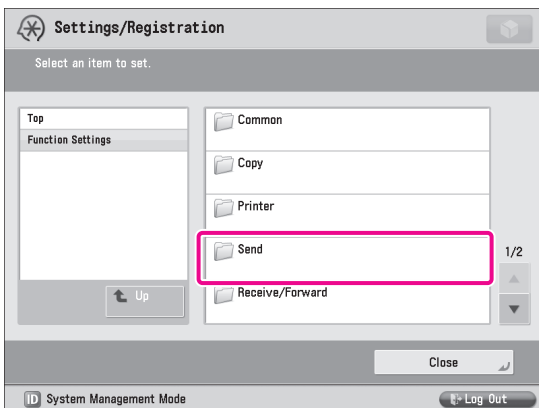 Settings/Registration
Select an item to set.
Top
Function Settings
Up
Common
Copy
Printer
Send
Receive/Forward
1/2
Close
ID System Management Mode
Log Out